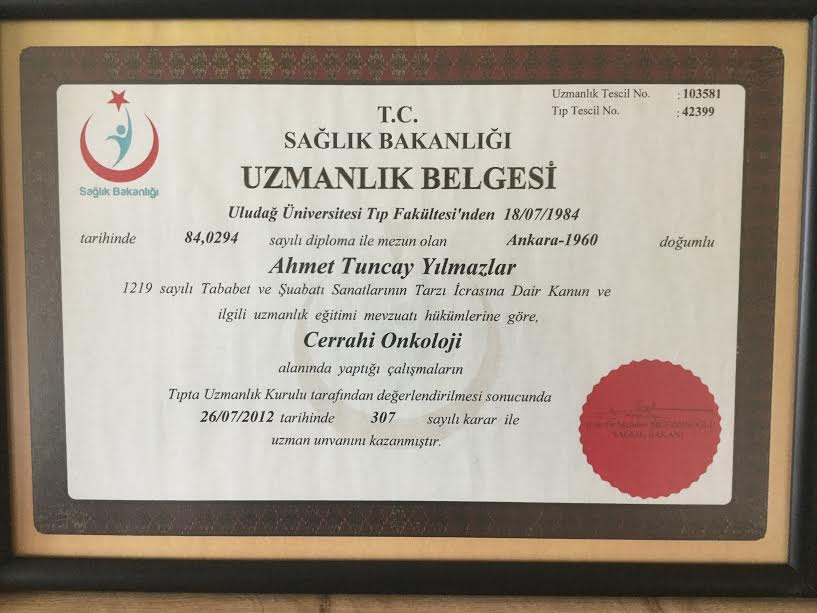 Sağlık Bakanlığı
Uzmanlık Tescil No. : 103581
Tıp Tescil No. : 42399
T.C.
SAĞLIK BAKANLIĞI
UZMANLIK BELGESİ
Uludağ Üniversitesi Tıp Fakültesi'nden 18/07/1984
tarihinde 84,0294 sayılı diploma ile mezun olan Ankara-1960 doğumlu
Ahmet Tuncay Yılmazlar
1219 sayılı Tababet ve Şuabatı Sanatlarının Tarzı İcrasına Dair Kanun ve
ilgili uzmanlık eğitimi mevzuatı hükümlerine göre,
Cerrahi Onkoloji
alanında yaptığı çalışmaların
Tıpta Uzmanlık Kurulu tarafından değerlendirilmesi sonucunda
26/07/2012 tarihinde 307 sayılı karar ile
uzman unvanını kazanmıştır.
SAĞLIK BAKANI